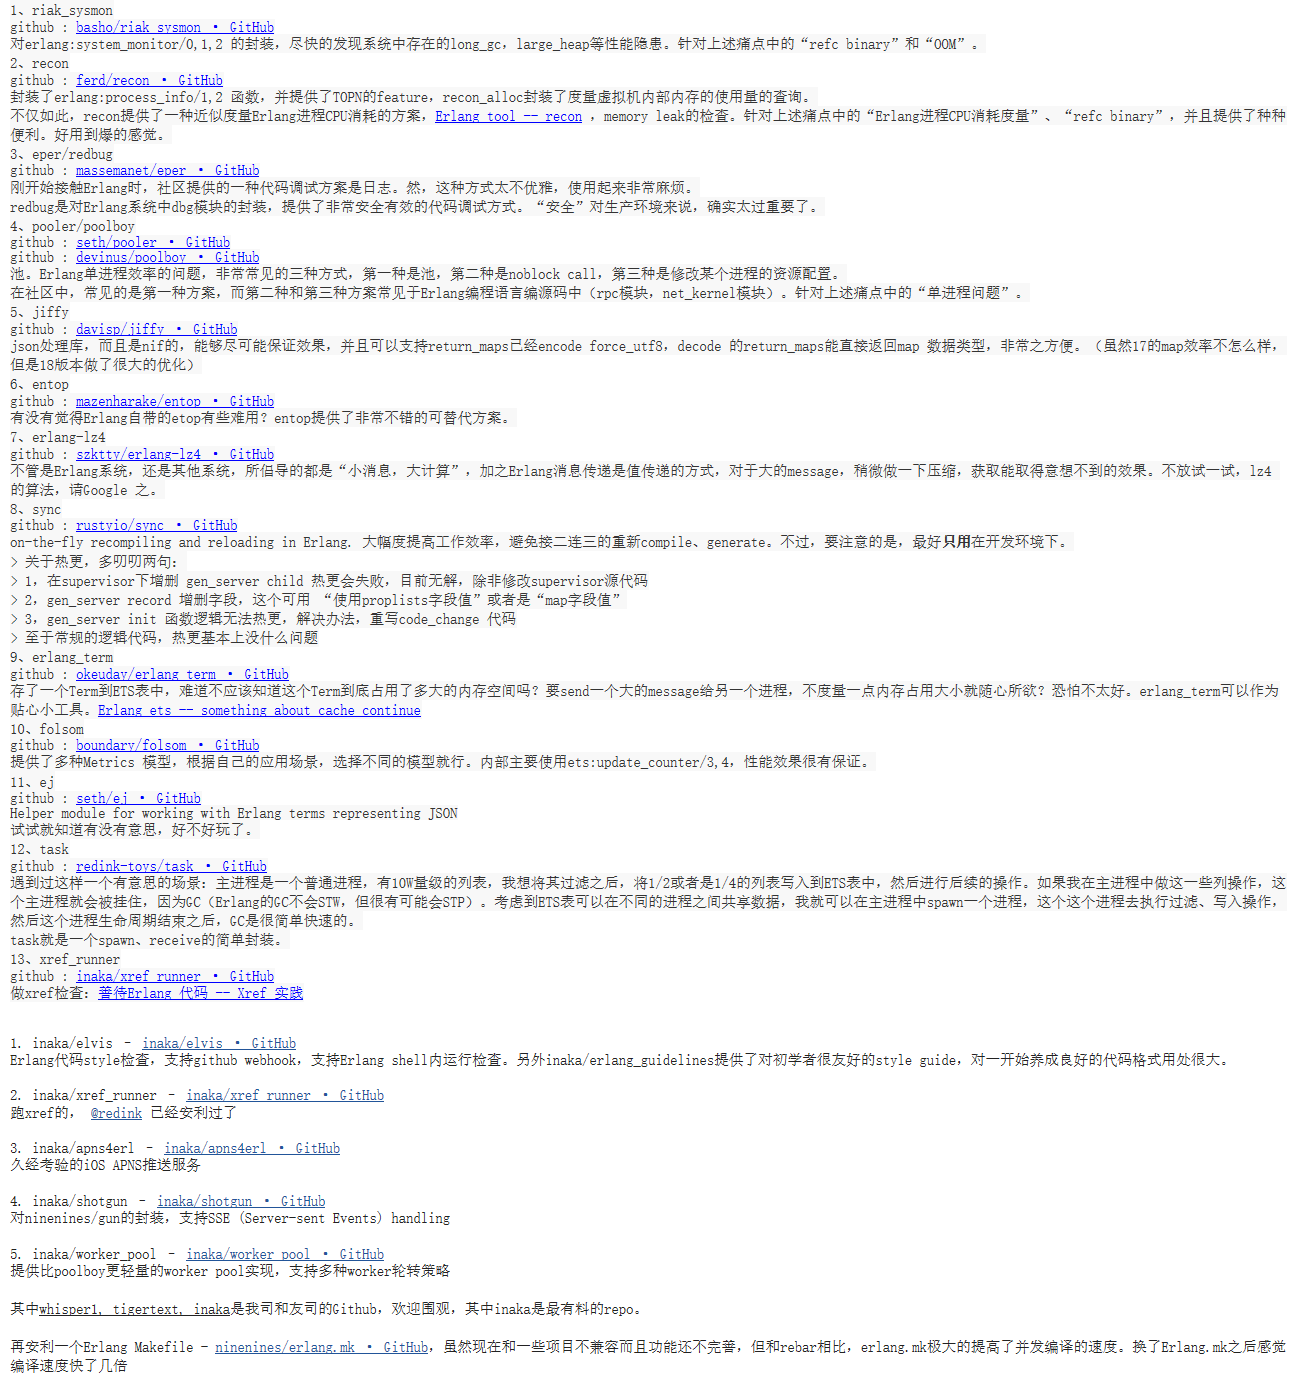 1、riak_sysmon
github : basho/riak_sysmon · GitHub
对erlang:system_monitor/0,1,2 的封装，尽快的发现系统中存在的long_gc，large_heap等性能隐患。针对上述痛点中的“refc binary”和“OOM”。
2、recon
github : ferd/recon · GitHub
封装了erlang:process_info/1,2 函数，并提供了TOPN的feature，recon_alloc封装了度量虚拟机内部内存的使用量的查询。
不仅如此，recon提供了一种近似度量Erlang进程CPU消耗的方案，Erlang tool -- recon ，memory leak的检查。针对上述痛点中的“Erlang进程CPU消耗度量”、“refc binary”，并且提供了种种
便利。好用到爆的感觉。
3、eper/redbug
github : massemanet/eper · GitHub
刚开始接触Erlang时，社区提供的一种代码调试方案是日志。然，这种方式太不优雅，使用起来非常麻烦。
redbug是对Erlang系统中dbg模块的封装，提供了非常安全有效的代码调试方式。“安全”对生产环境来说，确实太过重要了。
4、pooler/poolboy
github : seth/pooler · GitHub
github : devinus/poolboy · GitHub
池。Erlang单进程效率的问题，非常常见的三种方式，第一种是池，第二种是noblock call，第三种是修改某个进程的资源配置。
在社区中，常见的是第一种方案，而第二种和第三种方案常见于Erlang编程语言编源码中（rpc模块，net_kernel模块）。针对上述痛点中的“单进程问题”。
5、jiffy
github : davisp/jiffy · GitHub
json处理库，而且是nif的，能够尽可能保证效果，并且可以支持return_maps已经encode force_utf8，decode 的return_maps能直接返回map 数据类型，非常之方便。（虽然17的map效率不怎么样，
但是18版本做了很大的优化）
6、entop
github : mazenharake/entop · GitHub
有没有觉得Erlang自带的etop有些难用？entop提供了非常不错的可替代方案。
7、erlang-lz4
github : szktty/erlang-lz4 · GitHub
不管是Erlang系统，还是其他系统，所倡导的都是“小消息，大计算”，加之Erlang消息传递是值传递的方式，对于大的message，稍微做一下压缩，获取能取得意想不到的效果。不放试一试，lz4
的算法，请Google 之。
8、sync
github : rustyio/sync · GitHub
on-the-fly recompiling and reloading in Erlang. 大幅度提高工作效率，避免接二连三的重新compile、generate。不过，要注意的是，最好只用在开发环境下。
> 关于热更，多叨叨两句：
> 1，在supervisor下增删 gen_server child 热更会失败，目前无解，除非修改supervisor源代码
> 2，gen_server record 增删字段，这个可用 “使用proplists字段值”或者是“map字段值”
> 3，gen_server init 函数逻辑无法热更，解决办法，重写code_change 代码
> 至于常规的逻辑代码，热更基本上没什么问题
9、erlang_term
github : okeuday/erlang_term · GitHub
存了一个Term到ETS表中，难道不应该知道这个Term到底占用了多大的内存空间吗？要send一个大的message给另一个进程，不度量一点内存占用大小就随心所欲？恐怕不太好。erlang_term可以作为
贴心小工具。Erlang ets -- something about cache continue
10、folsom
github : boundary/folsom · GitHub
提供了多种Metrics 模型，根据自己的应用场景，选择不同的模型就行。内部主要使用ets:update_counter/3,4，性能效果很有保证。
11、ej
github : seth/ej · GitHub
Helper module for working with Erlang terms representing JSON
试试就知道有没有意思，好不好玩了。
12、task
github : redink-toys/task · GitHub
遇到过这样一个有意思的场景：主进程是一个普通进程，有10W量级的列表，我想将其过滤之后，将1/2或者是1/4的列表写入到ETS表中，然后进行后续的操作。如果我在主进程中做这一些列操作，这
个主进程就会被挂住，因为GC（Erlang的GC不会STW，但很有可能会STP）。考虑到ETS表可以在不同的进程之间共享数据，我就可以在主进程中spawn一个进程，这个这个进程去执行过滤、写入操作，
然后这个进程生命周期结束之后，GC是很简单快速的。
task就是一个spawn、receive的简单封装。
13、xref_runner
github : inaka/xref_runner · GitHub
做xref检查：善待Erlang 代码 -- Xref 实践
1. inaka/elvis – inaka/elvis · GitHub
Erlang代码style检查，支持github webhook，支持Erlang shell内运行检查。另外inaka/erlang_guidelines提供了对初学者很友好的style guide，对一开始养成良好的代码格式用处很大。
2. inaka/xref_runner – inaka/xref_runner · GitHub
跑xref的， @redink 已经安利过了
3. inaka/apns4erl – inaka/apns4erl · GitHub
久经考验的iOS APNS推送服务
4. inaka/shotgun – inaka/shotgun · GitHub
对ninenines/gun的封装，支持SSE (Server-sent Events) handling
5. inaka/worker_pool – inaka/worker_pool · GitHub
提供比poolboy更轻量的worker pool实现，支持多种worker轮转策略
其中whisper1, tigertext, inaka是我司和友司的Github，欢迎围观，其中inaka是最有料的repo。
再安利一个Erlang Makefile - ninenines/erlang.mk · GitHub，虽然现在和一些项目不兼容而且功能还不完善，但和rebar相比，erlang.mk极大的提高了并发编译的速度。换了Erlang.mk之后感觉
编译速度快了几倍